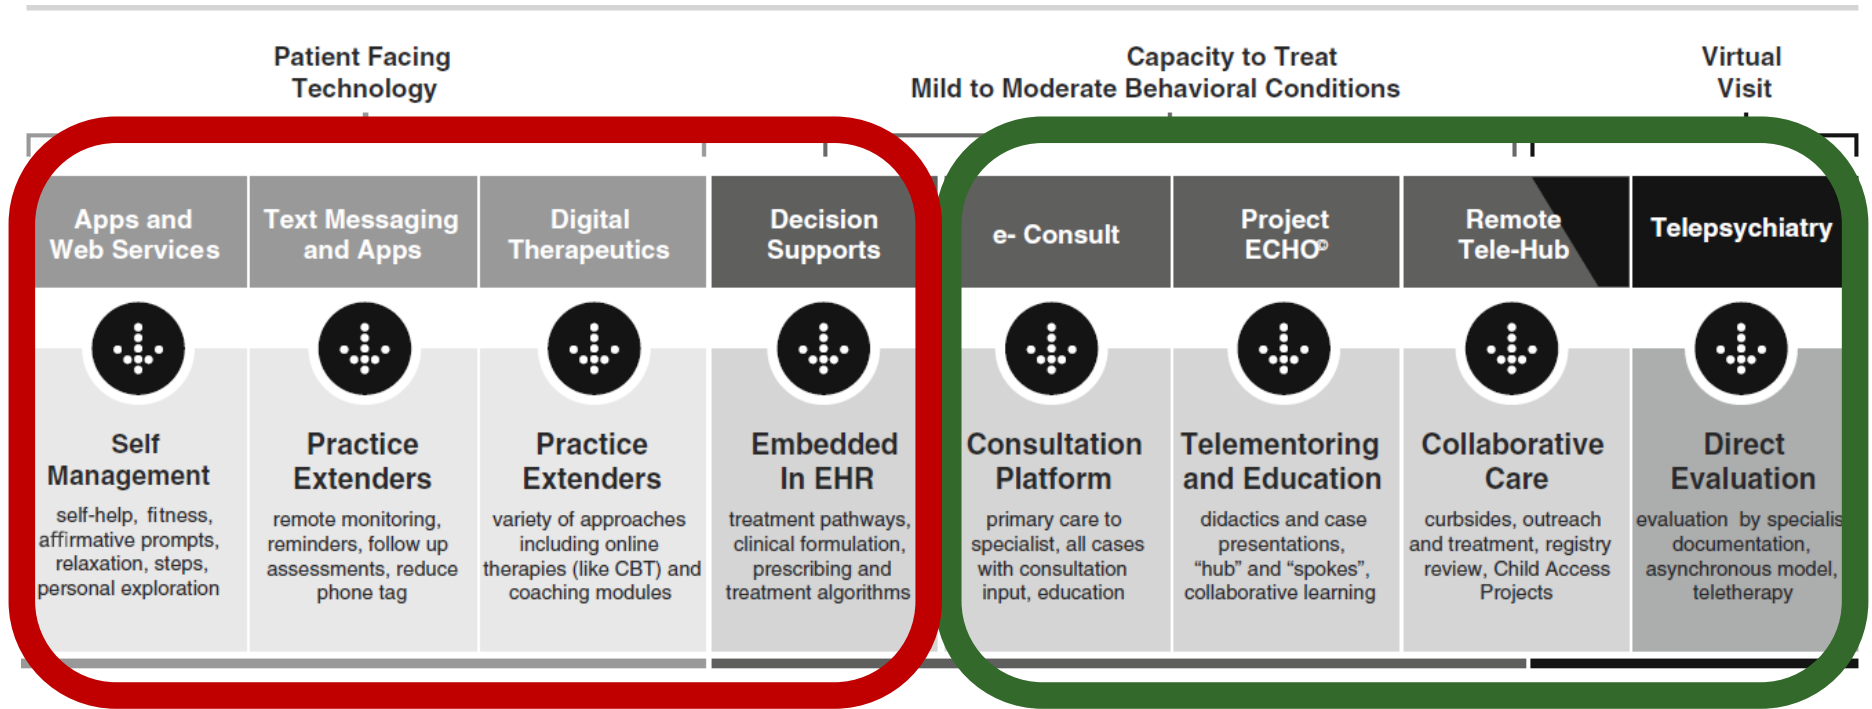 Patient Facing
Technology
Capacity to Treat
Mild to Moderate Behavioral Conditions
Virtual
Visit
Apps and
Web Services
Text Messaging
and Apps
Digital
Therapeutics
Decision
Supports
e- Consult
Project
ECHO©
Remote
Tele-Hub
Telepsychiatry
Self
Management
self-help, fitness,
affirmative prompts,
relaxation, steps,
personal exploration
Practice
Extenders
remote monitoring,
reminders, follow up
assessments, reduce
phone tag
Practice
Extenders
variety of approaches
including online
therapies (like CBT) and
coaching modules
Embedded
In EHR
treatment pathways,
clinical formulation,
prescribing and
treatment algorithms
Consultation
Platform
primary care to
specialist, all cases
with consultation
input, education
Telementoring
and Education
didactics and case
presentations,
“hub” and “spokes”,
collaborative learning
Collaborative
Care
curbsides, outreach
and treatment, registry
review, Child Access
Projects
Direct
Evaluation
evaluation by specialis
documentation,
asynchronous model,
teletherapy